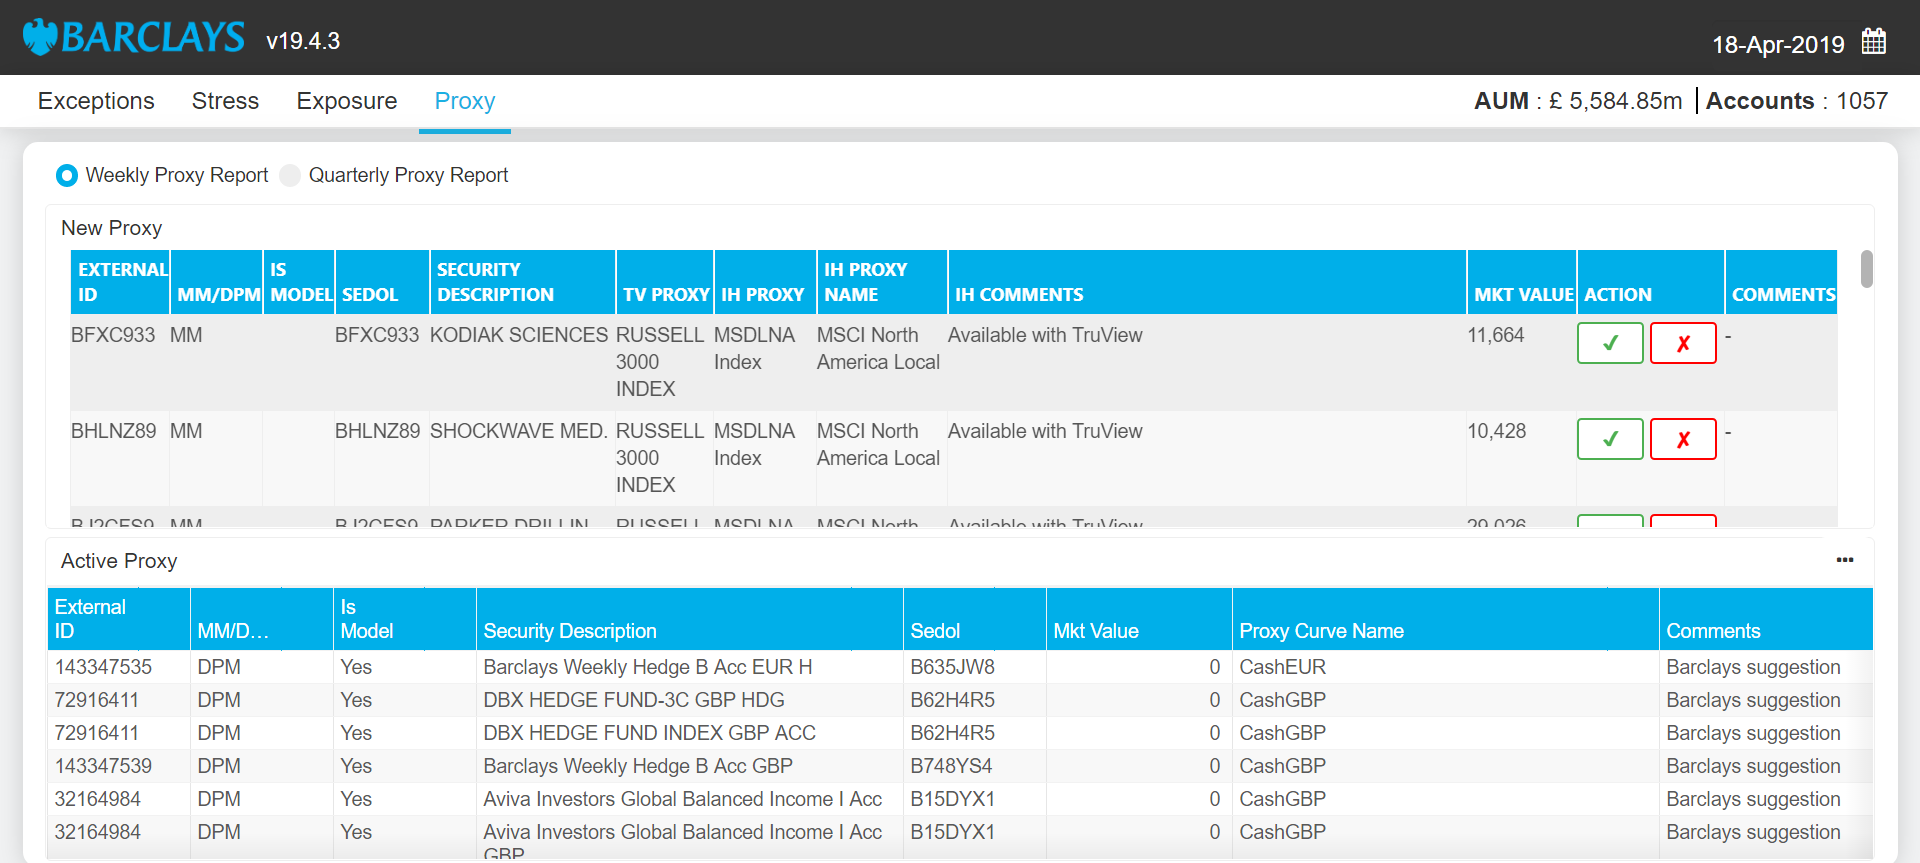 BARCLAYS v19.4.3
18-Apr-2019
Exceptions Stress Exposure Proxy
AUM : £ 5,584.85m | Accounts : 1057
Weekly Proxy Report Quarterly Proxy Report
New Proxy
EXTERNAL ID MM/DPM IS MODEL SEDOL SECURITY DESCRIPTION TV PROXY IH PROXY IH PROXY NAME IH COMMENTS MKT VALUE ACTION COMMENTS
BFXC933 MM BFXC933 KODIAK SCIENCES RUSSELL MSDLNA MSCI North Available with TruView 11,664 ✓ ✗ -
3000 Index America Local
INDEX
BHLNZ89 MM BHLNZ89 SHOCKWAVE MED. RUSSELL MSDLNA MSCI North Available with TruView 10,428 ✓ ✗ -
3000 Index America Local
INDEX
BJ2CFS9 MM BJ2CFS9 PARKER DRILLIN RUSSELL MSDLNA MSCI North Available with TruView 29,026
Active Proxy ...
External ID MM/D... Is Model Security Description Sedol Mkt Value Proxy Curve Name Comments
143347535 DPM Yes Barclays Weekly Hedge B Acc EUR H B635JW8 0 CashEUR Barclays suggestion
72916411 DPM Yes DBX HEDGE FUND-3C GBP HDG B62H4R5 0 CashGBP Barclays suggestion
72916411 DPM Yes DBX HEDGE FUND INDEX GBP ACC B62H4R5 0 CashGBP Barclays suggestion
143347539 DPM Yes Barclays Weekly Hedge B Acc GBP B748YS4 0 CashGBP Barclays suggestion
32164984 DPM Yes Aviva Investors Global Balanced Income I Acc B15DYX1 0 CashGBP Barclays suggestion
32164984 DPM Yes Aviva Investors Global Balanced Income I Acc B15DYX1 0 CashGBP Barclays suggestion
GBP